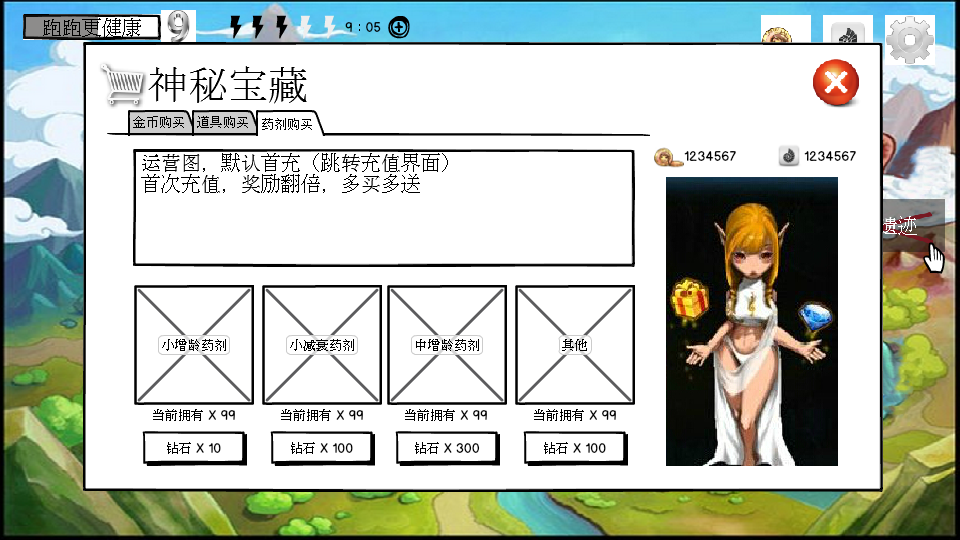 跑跑更健康
9
9:05
神秘宝藏
金币购买
道具购买
药剂购买
1234567
1234567
运营图，默认首充（跳转充值界面）
首次充值，奖励翻倍，多买多送
遗迹
小增龄药剂
小减衰药剂
中增龄药剂
其他
当前拥有 X 99
当前拥有 X 99
当前拥有 X 99
当前拥有 X 99
钻石 X 10
钻石 X 100
钻石 X 300
钻石 X 100